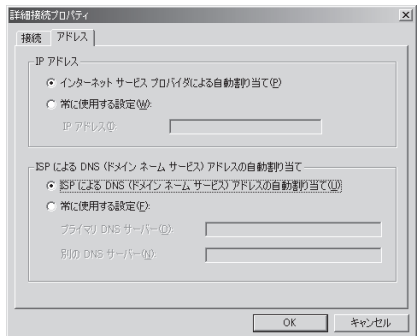 詳細接続プロパティ
接続 アドレス
IP アドレス
インターネット サービス プロバイダによる自動割り当て(P)
常に使用する設定(W):
IP アドレス(I):
ISP による DNS (ドメイン ネーム サービス) アドレスの自動割り当て
ISP による DNS (ドメイン ネーム サービス) アドレスの自動割り当て(U)
常に使用する設定(F):
プライマリ DNS サーバー(D):
別の DNS サーバー(N):
OK キャンセル